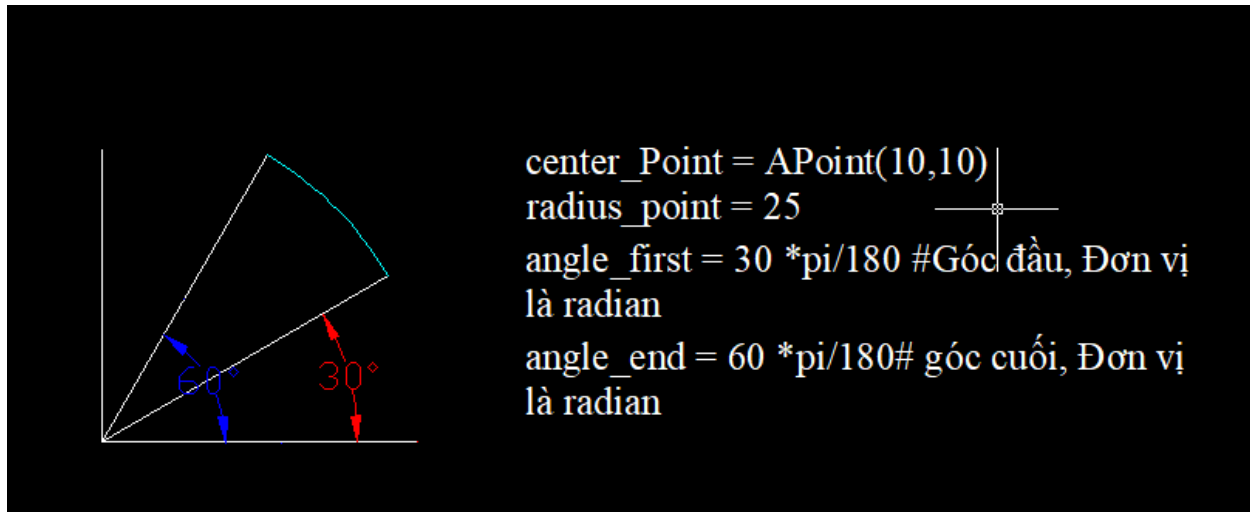 center_Point = APoint(10,10)
radius_point = 25
angle_first = 30 *pi/180 #Góc đầu, Đơn vị
là radian
angle_end = 60 *pi/180# góc cuối, Đơn vị
là radian
60°
30°